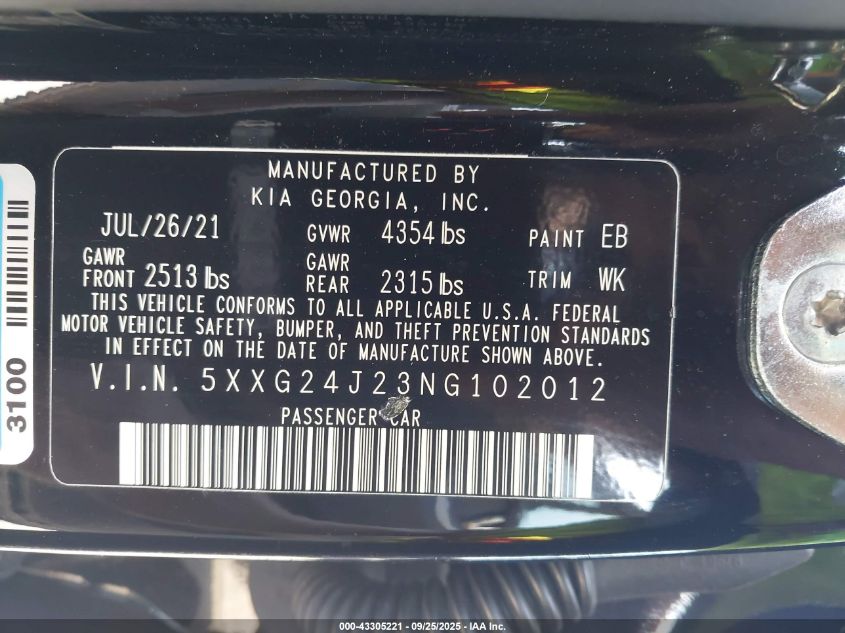 MANUFACTURED BY
KIA GEORGIA, INC.
JUL/26/21 GVWR 4354 lbs PAINT EB
GAWR FRONT 2513 lbs GAWR REAR 2315 lbs TRIM WK
THIS VEHICLE CONFORMS TO ALL APPLICABLE U.S.A. FEDERAL
MOTOR VEHICLE SAFETY, BUMPER, AND THEFT PREVENTION STANDARDS
IN EFFECT ON THE DATE OF MANUFACTURE SHOWN ABOVE.
V.I.N. 5XXG24J23NG102012
PASSENGER CAR
3100
000-43305221 - 09/25/2025 - IAA Inc.